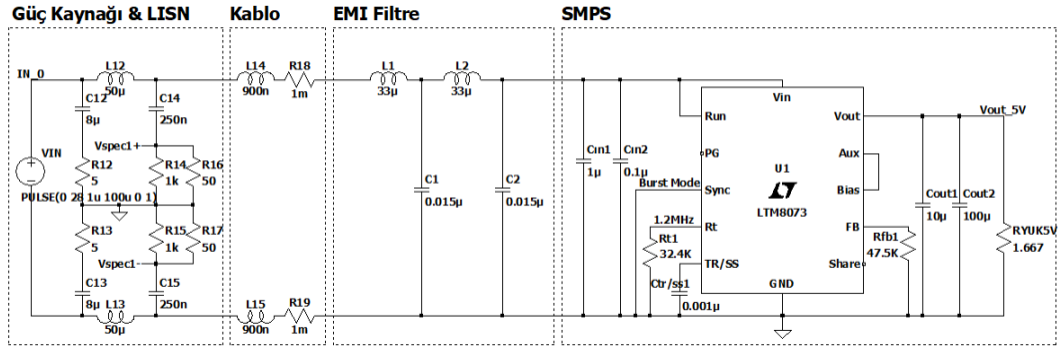 Güç Kaynağı & LISN
Kablo
EMI Filtre
SMPS
IN_0
L12
50µ
C12
8µ
C14
250n
Vspec1+
VIN
R12
5
R14
1k
R16
50
PULSE(0 28 1u 100u 0 1)
R13
5
R15
1k
R17
50
Vspec1-
C13
8µ
C15
250n
L13
50µ
L14
900n
R18
1m
L15
900n
R19
1m
L1
33µ
L2
33µ
C1
0.015µ
C2
0.015µ
Cin1
1µ
Cin2
0.1µ
Burst Mode
1.2MHz
Rt1
32.4K
Ctr/ss1
0.001µ
Vin
Run
PG
Sync
Rt
TR/SS
GND
U1
LTM8073
Vout
Aux
Bias
FB
Share
Rfb1
47.5K
Vout_5V
Cout1
10µ
Cout2
100µ
RYUK5V
1.667